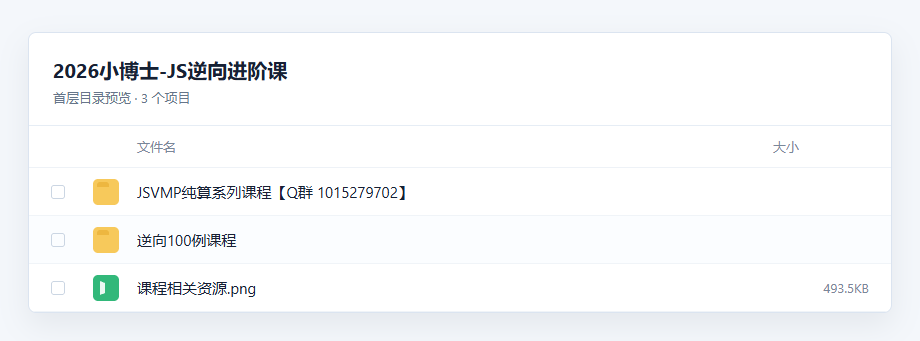 2026小博士-JS逆向进阶课
首层目录预览 · 3 个项目
文件名 大小
JSVMP纯算系列课程【Q群 1015279702】
逆向100例课程
课程相关资源.png 493.5KB